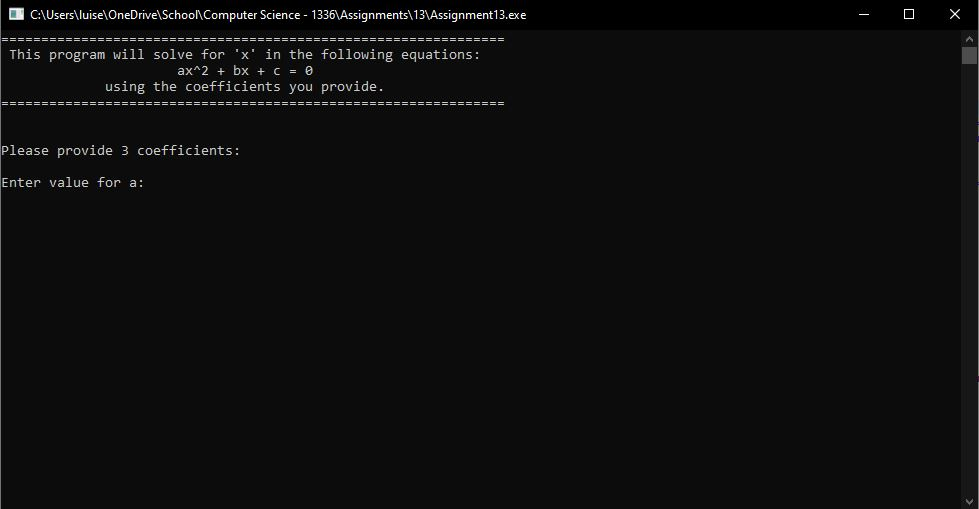 C:\Users\luise\OneDrive\School\Computer Science - 1336\Assignments\13\Assignment13.exe
===============================================================
This program will solve for 'x' in the following equations:
ax^2 + bx + c = 0
using the coefficients you provide.
===============================================================
Please provide 3 coefficients:
Enter value for a: